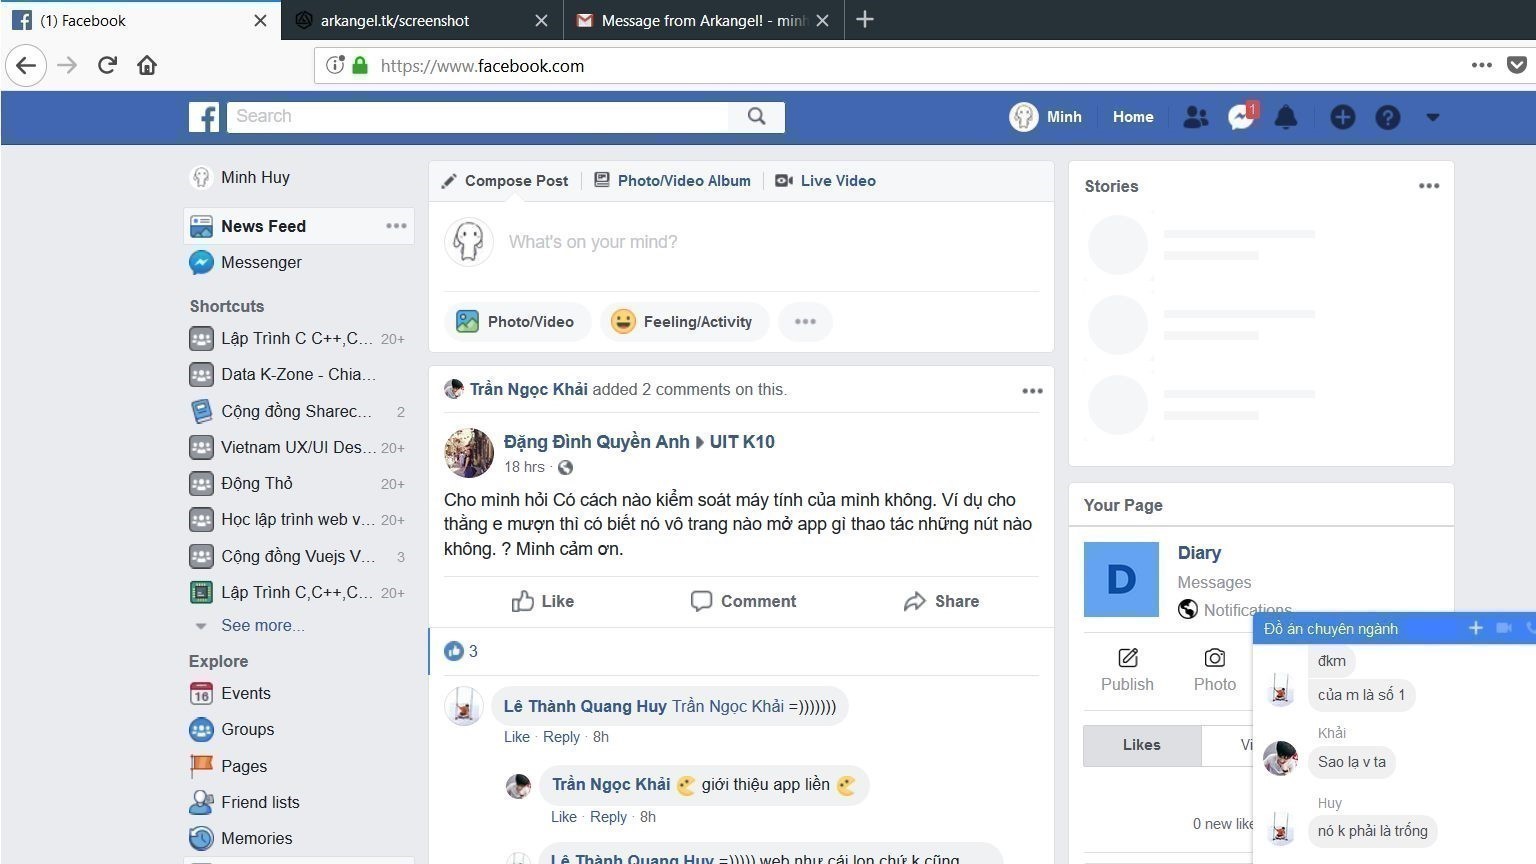 (1) Facebook
arkangel.tk/screenshot
Message from Arkangel! - minh
https://www.facebook.com
Search
Minh
Home
1
Minh Huy
News Feed
Messenger
Shortcuts
Lập Trình C C++,C... 20+
Data K-Zone - Chia...
Cộng đồng Sharec... 2
Vietnam UX/UI Des... 20+
Động Thỏ 20+
Học lập trình web v... 20+
Cộng đồng Vuejs V... 3
Lập Trình C,C++,C... 20+
See more...
Explore
16 Events
Groups
Pages
Friend lists
Memories
Compose Post
Photo/Video Album
Live Video
What's on your mind?
Photo/Video
Feeling/Activity
Trần Ngọc Khải added 2 comments on this.
Đặng Đình Quyền Anh UIT K10
18 hrs ·
Cho mình hỏi Có cách nào kiểm soát máy tính của mình không. Ví dụ cho
thằng e mượn thì có biết nó vô trang nào mở app gì thao tác những nút nào
không. ? Mình cảm ơn.
Like
Comment
Share
3
Lê Thành Quang Huy Trần Ngọc Khải =)))))))
Like · Reply · 8h
Trần Ngọc Khải giới thiệu app liền
Like · Reply · 8h
Lê Thành Quang Huy =))))) web như cái lon chứ k cũng
Stories
Your Page
D
Diary
Messages
Notifications
Publish
Photo
Likes
Vi
0 new like
Đồ án chuyên ngành
đkm
của m là số 1
Khải
Sao lạ v ta
Huy
nó k phải là trống